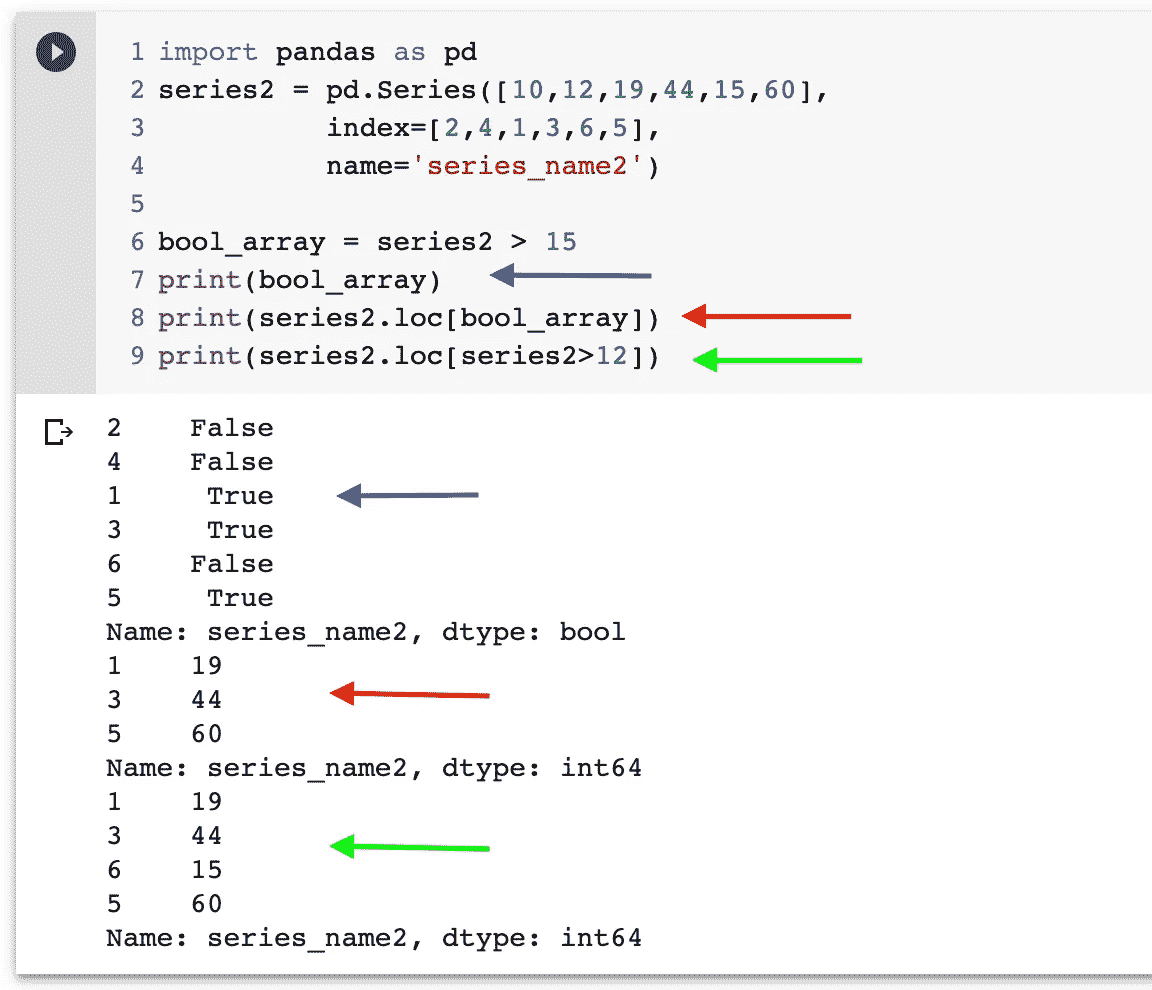 1 import pandas as pd
2 series2 = pd.Series([10,12,19,44,15,60],
3           index=[2,4,1,3,6,5],
4           name='series_name2')
5
6 bool_array = series2 > 15
7 print(bool_array)
8 print(series2.loc[bool_array])
9 print(series2.loc[series2>12])
2    False
4    False
1     True
3     True
6    False
5     True
Name: series_name2, dtype: bool
1    19
3    44
5    60
Name: series_name2, dtype: int64
1    19
3    44
6    15
5    60
Name: series_name2, dtype: int64